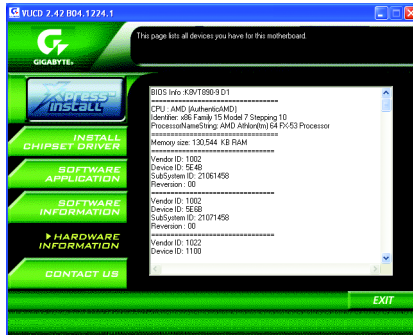 VUCD 2.42 B04.1224.1
GIGABYTE
This page lists all devices you have for this motherboard.
Xpress-
install
INSTALL
CHIPSET DRIVER
SOFTWARE
APPLICATION
SOFTWARE
INFORMATION
HARDWARE
INFORMATION
CONTACT US
BIOS Info :K8VT890-9 D1
==================================
CPU : AMD [AuthenticAMD]
Identifier: x86 Family 15 Model 7 Stepping 10
ProcessorNameString: AMD Athlon(tm) 64 FX-53 Processor
==================================
Memory size: 130,544 KB RAM
==================================
Vendor ID: 1002
Device ID: 5E4B
SubSystem ID: 21061458
Reversion : 00
==================================
Vendor ID: 1002
Device ID: 5E6B
SubSystem ID: 21071458
Reversion : 00
==================================
Vendor ID: 1022
Device ID: 1100
EXIT